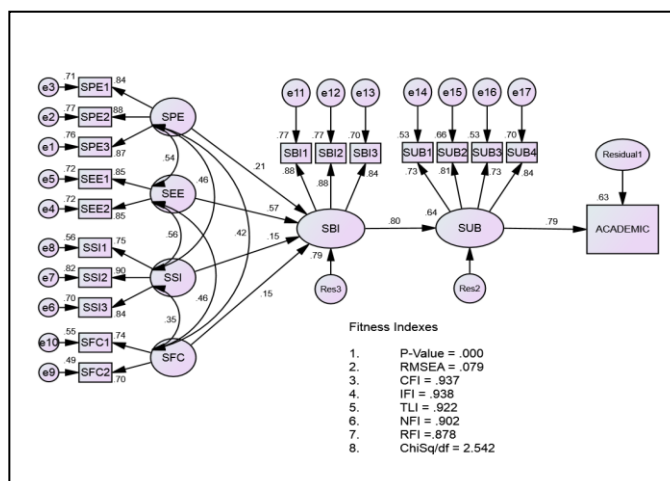 e11 e12 e13 e14 e15 e16 e17
e3 .71 SPE1 .84
e2 .77 SPE2 .88
e1 .76 SPE3 .87
SPE
e5 .72 SEE1 .85
e4 .72 SEE2 .85
SEE
e8 .56 SSI1 .75
e7 .82 SSI2 .90
e6 .70 SSI3 .84
SSI
e10 .55 SFC1 .74
e9 .49 SFC2 .70
SFC
.54 .46 .42
.56 .46
.35
.21
.57
.15
.15
.77 .77 .70
SBI1 SBI2 SBI3
.88 .88 .84
SBI
.79
Res3
.80
.53 .66 .53 .70
SUB1 SUB2 SUB3 SUB4
.73 .81 .73 .84
.64
SUB
Res2
.79
Residual1
.63
ACADEMIC
Fitness Indexes
1. P-Value = .000
2. RMSEA = .079
3. CFI = .937
4. IFI = .938
5. TLI = .922
6. NFI = .902
7. RFI =.878
8. ChiSq/df = 2.542